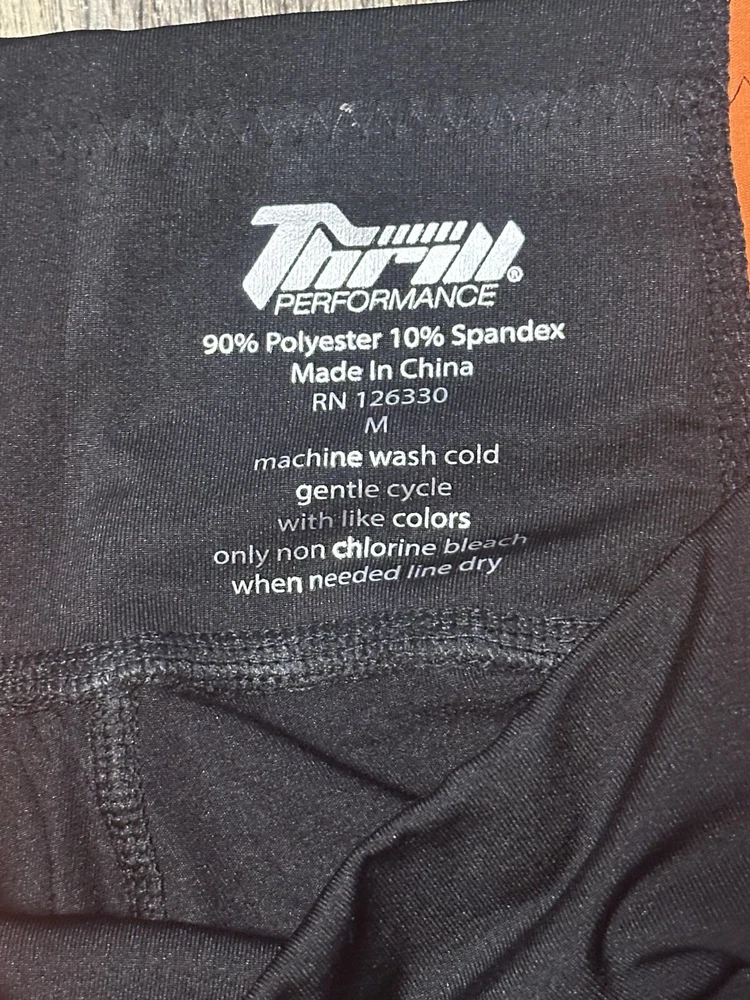 Thrill®
PERFORMANCE
90% Polyester 10% Spandex
Made In China
RN 126330
M
machine wash cold
gentle cycle
with like colors
only non chlorine bleach
when needed line dry